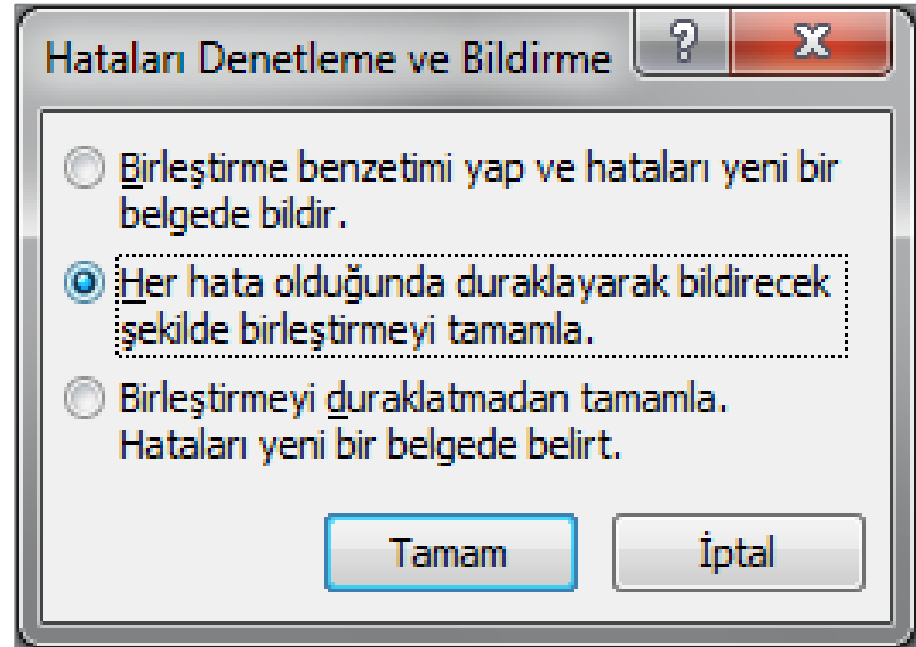 Hataları Denetleme ve Bildirme
Birleştirme benzetimi yap ve hataları yeni bir
belgede bildir.
Her hata olduğunda duraklayarak bildirecek
şekilde birleştirmeyi tamamla.
Birleştirmeyi duraklatmadan tamamla.
Hataları yeni bir belgede belirt.
Tamam
İptal